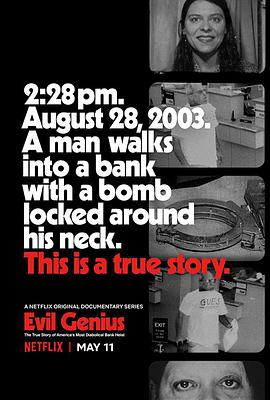 2:28 pm.
August 28, 2003.
A man walks
into a bank
with a bomb
locked around
his neck.
This is a true story.
GUESS
EXIT
A NETFLIX ORIGINAL DOCUMENTARY SERIES
Evil Genius
The True Story of America's Most Diabolical Bank Heist
NETFLIX | MAY 11